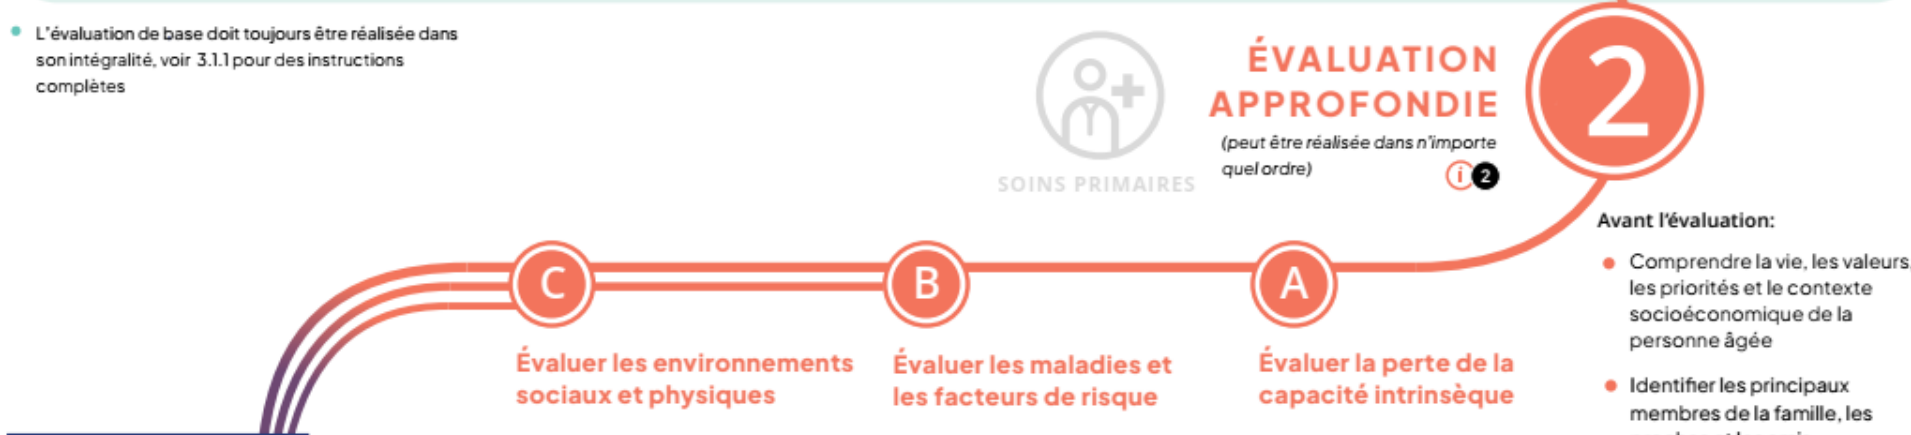 L'évaluation de base doit toujours être réalisée dans
son intégralité, voir 3.1.1 pour des instructions
complètes
SOINS PRIMAIRES
ÉVALUATION
APPROFONDIE
(peut être réalisée dans n'importe
quel ordre)
i 2
2
Avant l'évaluation:
Comprendre la vie, les valeurs,
les priorités et le contexte
socioéconomique de la
personne âgée
Identifier les principaux
membres de la famille, les
C
B
A
Évaluer les environnements
sociaux et physiques
Évaluer les maladies et
les facteurs de risque
Évaluer la perte de la
capacité intrinsèque